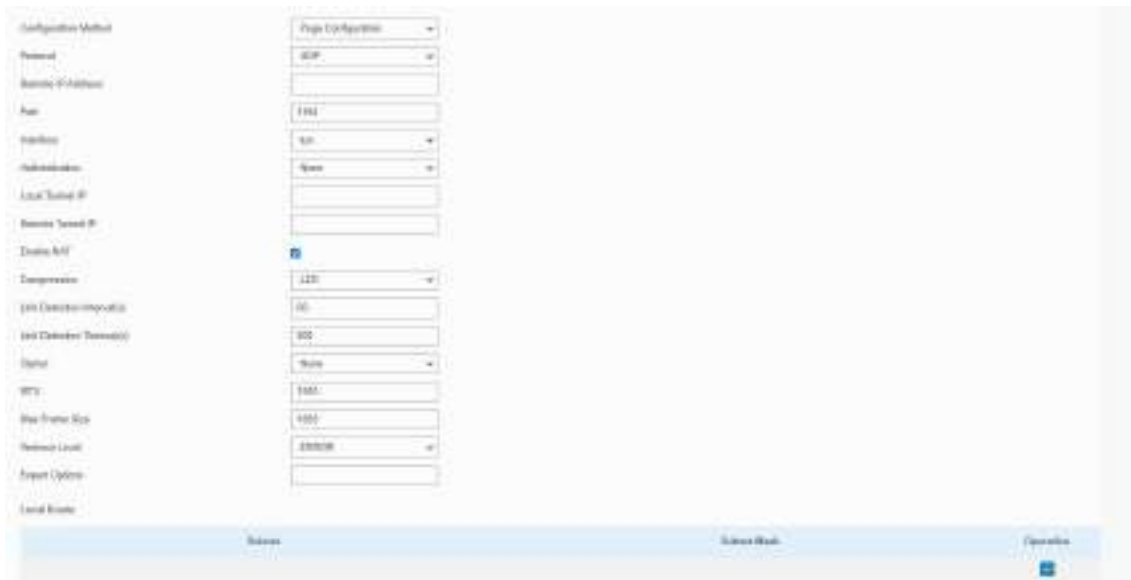 Configuration Method Page Configuration
Protocol UDP
Remote IP Address
Port 1194
Interface tun
Authentication None
Local Tunnel IP
Remote Tunnel IP
Enable NAT
Compression LZO
Link Detection Interval(s) 60
Link Detection Timeout(s) 300
Cipher None
MTU 1500
Max Frame Size 1500
Verbose Level ERROR
Expert Options
Local Route
Subnet Subnet Mask Operation